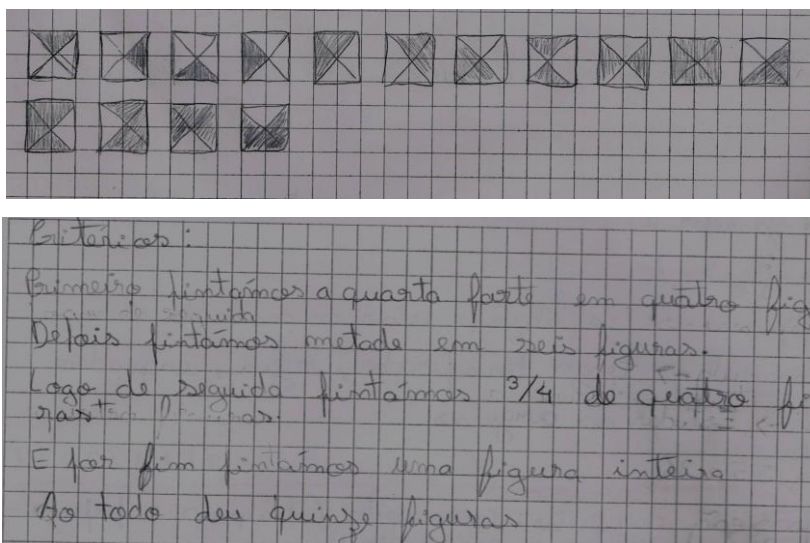 Critérios:
Primeiro pintámos a quarta parte em quatro fig
Depois pintámos metade em seis figuras.
Logo de seguida pintámos 3/4 de quatro fi
ras
E por fim pintámos uma figura inteira
Ao todo deu quinze figuras